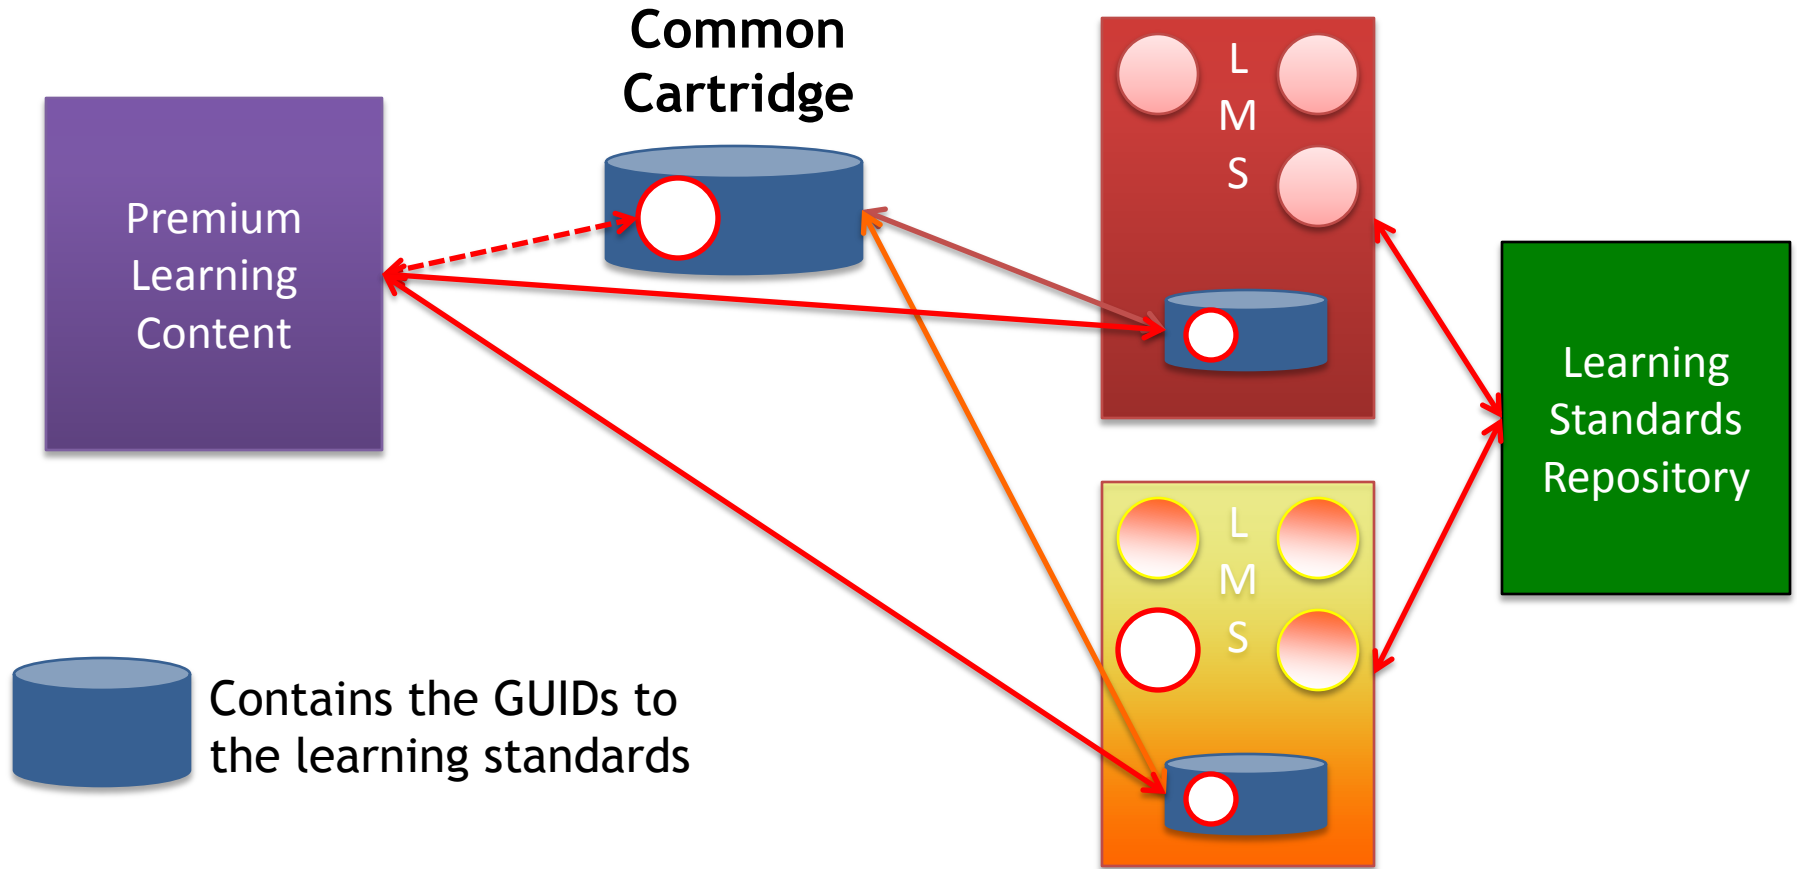 Common
Cartridge
Premium
Learning
Content
L
M
S
Learning
Standards
Repository
L
M
S
Contains the GUIDs to
the learning standards